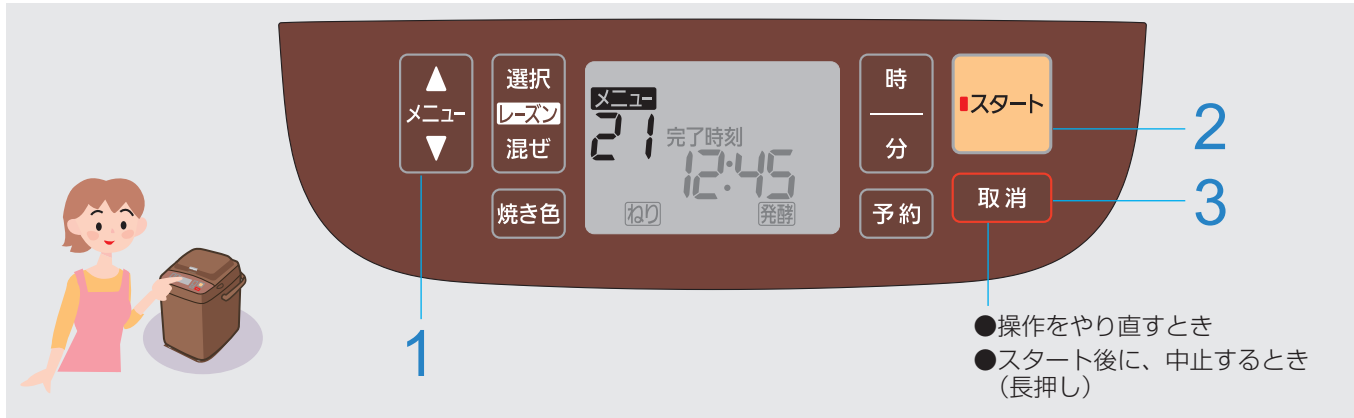 ▲
メニュー
▼
選択
レーズン
混ぜ
焼き色
メニュー
21
完了時刻
12:45
ねり
発酵
時
分
予約
スタート
取消
1
2
3
●操作をやり直すとき
●スタート後に、中止するとき
(長押し)